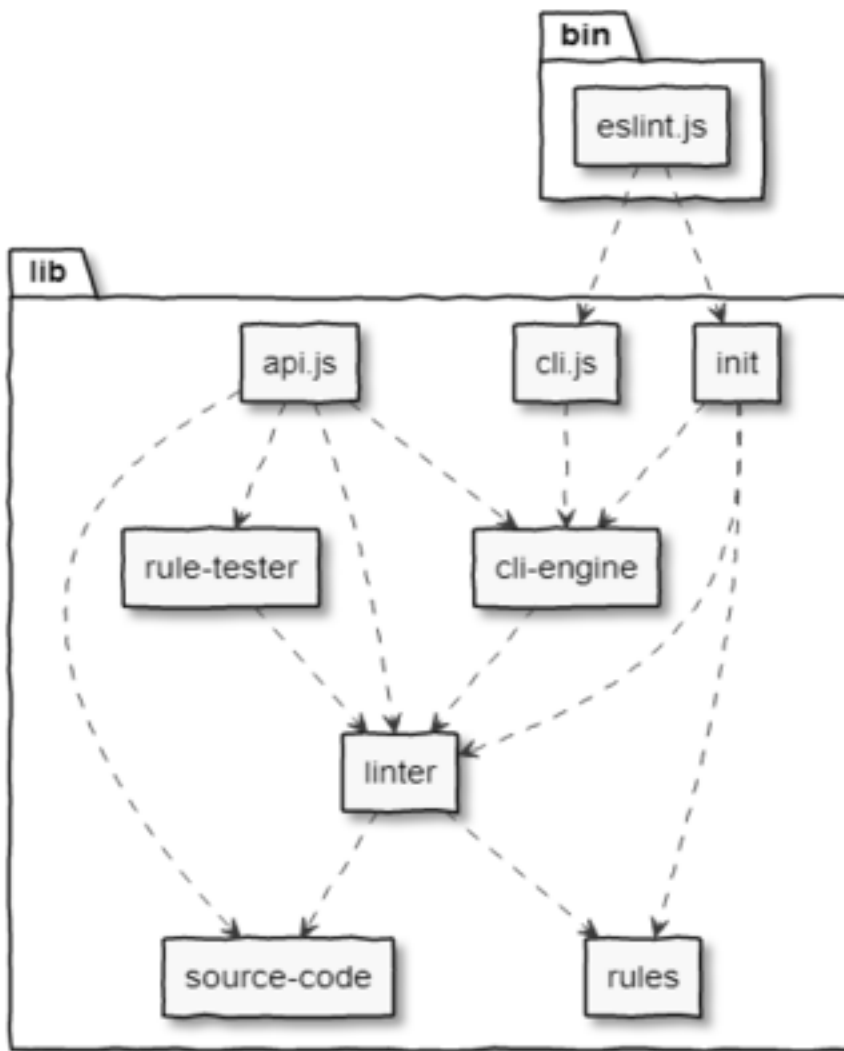 bin
eslint.js
lib
api.js
cli.js
init
rule-tester
cli-engine
linter
source-code
rules